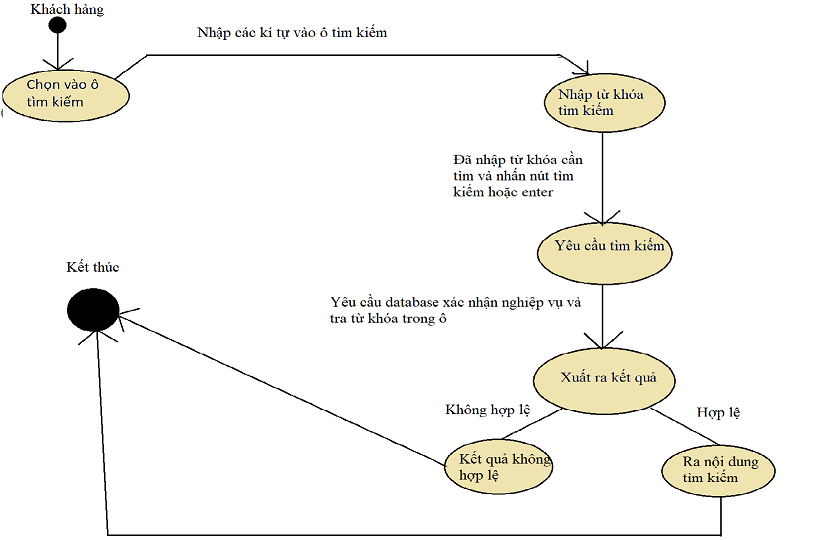 Khách hàng
Nhập các kí tự vào ô tìm kiếm
Chọn vào ô
tìm kiếm
Nhập từ khóa
tìm kiếm
Đã nhập từ khóa cần
tìm và nhấn nút tìm
kiếm hoặc enter
Yêu cầu tìm kiếm
Kết thúc
Yêu cầu database xác nhận nghiệp vụ và
tra từ khóa trong ô
Xuất ra kết quả
Không hợp lệ
Hợp lệ
Kết quả không
hợp lệ
Ra nội dung
tìm kiếm